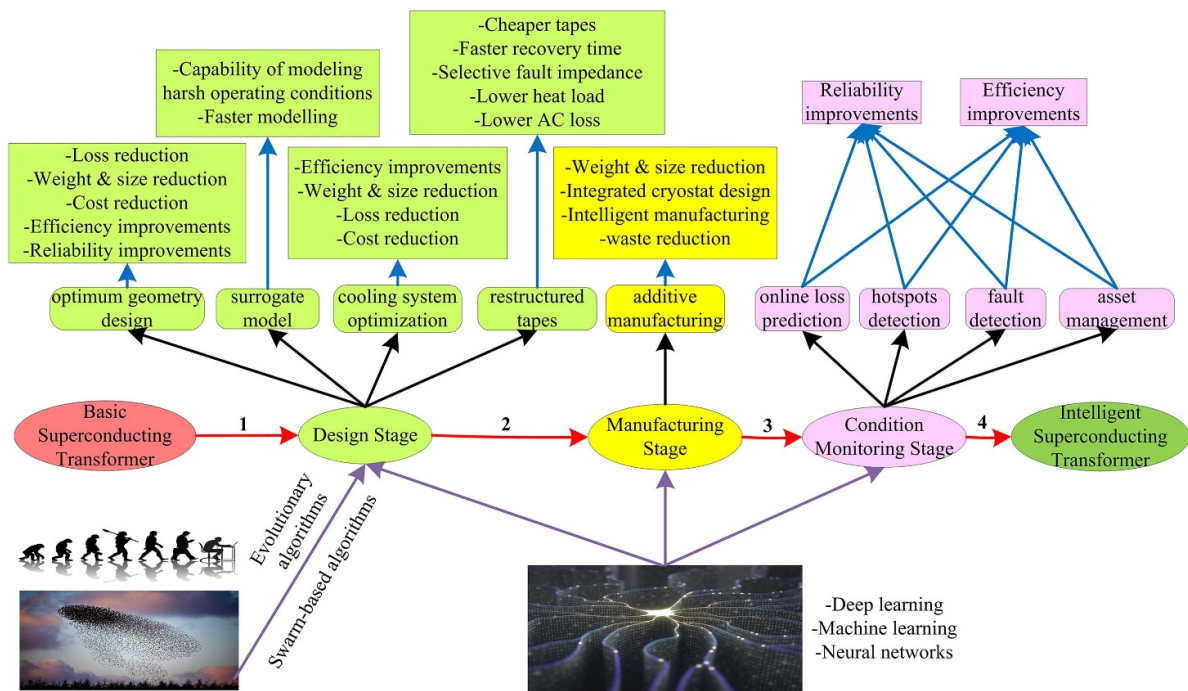 -Cheaper tapes
-Faster recovery time
-Selective fault impedance
-Lower heat load
-Lower AC loss
-Capability of modeling
harsh operating conditions
-Faster modelling
Reliability
improvements
Efficiency
improvements
-Loss reduction
-Weight & size reduction
-Cost reduction
-Efficiency improvements
-Reliability improvements
-Efficiency improvements
-Weight & size reduction
-Loss reduction
-Cost reduction
-Weight & size reduction
-Integrated cryostat design
-Intelligent manufacturing
-waste reduction
optimum geometry
design
surrogate
model
cooling system
optimization
restructured
tapes
additive
manufacturing
online loss
prediction
hotspots
detection
fault
detection
asset
management
Basic
Superconducting
Transformer
1
Design Stage
2
Manufacturing
Stage
3
Condition
Monitoring Stage
4
Intelligent
Superconducting
Transformer
Evolutionary
algorithms
Swarm-based algorithms
-Deep learning
-Machine learning
-Neural networks